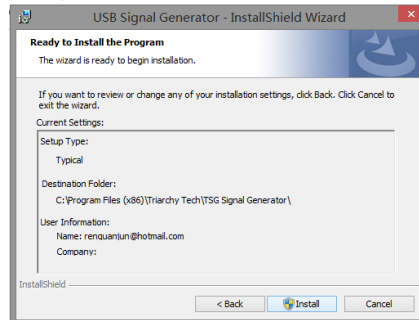 USB Signal Generator - InstallShield Wizard
Ready to Install the Program
The wizard is ready to begin installation.
If you want to review or change any of your installation settings, click Back. Click Cancel to
exit the wizard.
Current Settings:
Setup Type:
Typical
Destination Folder:
C:\Program Files (x86)\Triarchy Tech\TSG Signal Generator\
User Information:
Name: renquanjun@hotmail.com
Company:
InstallShield
< Back
Install
Cancel